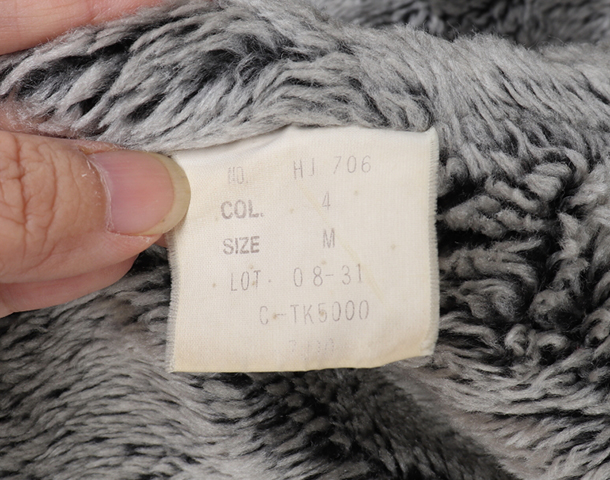 NO. HJ 706
COL. 4
SIZE M
LOT. 08-31
C-TK5000